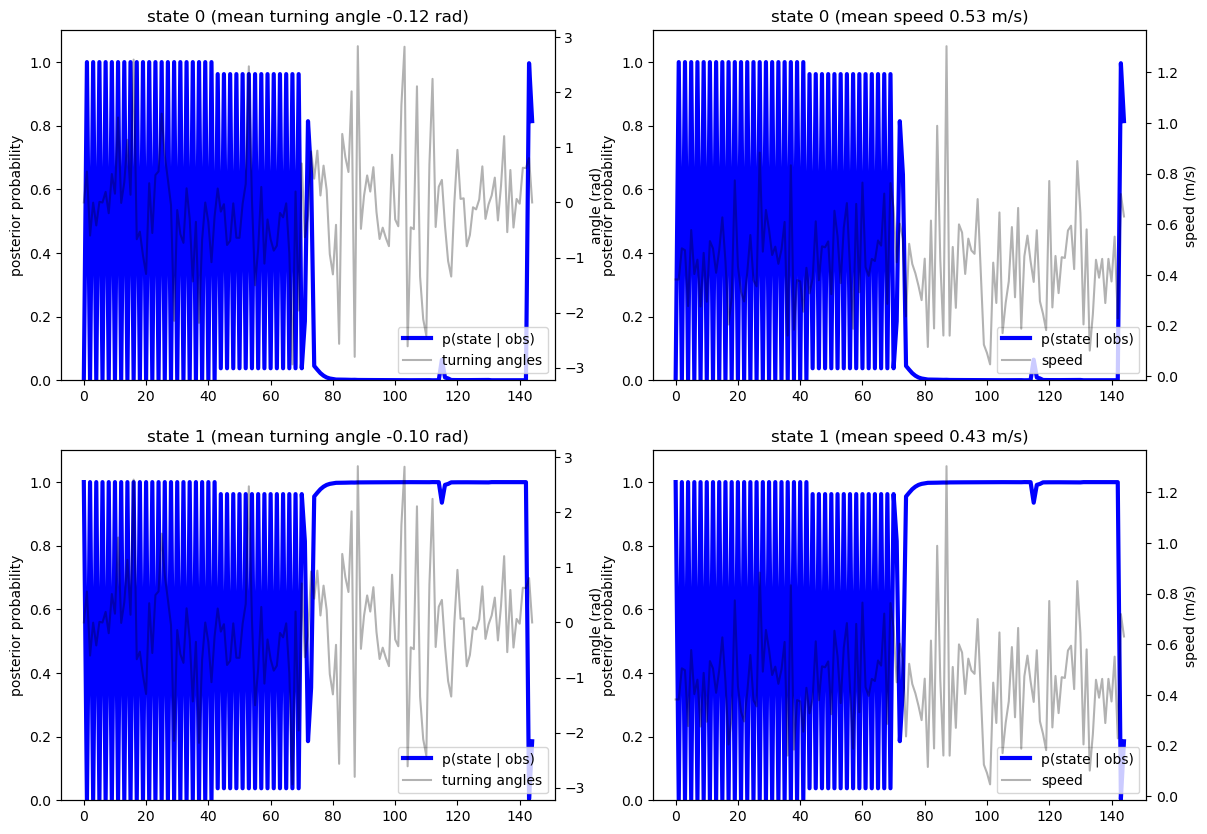 state 0 (mean turning angle -0.12 rad)
posterior probability
1.0
0.8
0.6
0.4
0.2
0.0
0 20 40 60 80 100 120 140
3
2
1
0
−1
−2
−3
angle (rad)
p(state | obs)
turning angles
state 0 (mean speed 0.53 m/s)
posterior probability
1.0
0.8
0.6
0.4
0.2
0.0
0 20 40 60 80 100 120 140
1.2
1.0
0.8
0.6
0.4
0.2
0.0
speed (m/s)
p(state | obs)
speed
state 1 (mean turning angle -0.10 rad)
posterior probability
1.0
0.8
0.6
0.4
0.2
0.0
0 20 40 60 80 100 120 140
3
2
1
0
−1
−2
−3
angle (rad)
p(state | obs)
turning angles
state 1 (mean speed 0.43 m/s)
posterior probability
1.0
0.8
0.6
0.4
0.2
0.0
0 20 40 60 80 100 120 140
1.2
1.0
0.8
0.6
0.4
0.2
0.0
speed (m/s)
p(state | obs)
speed